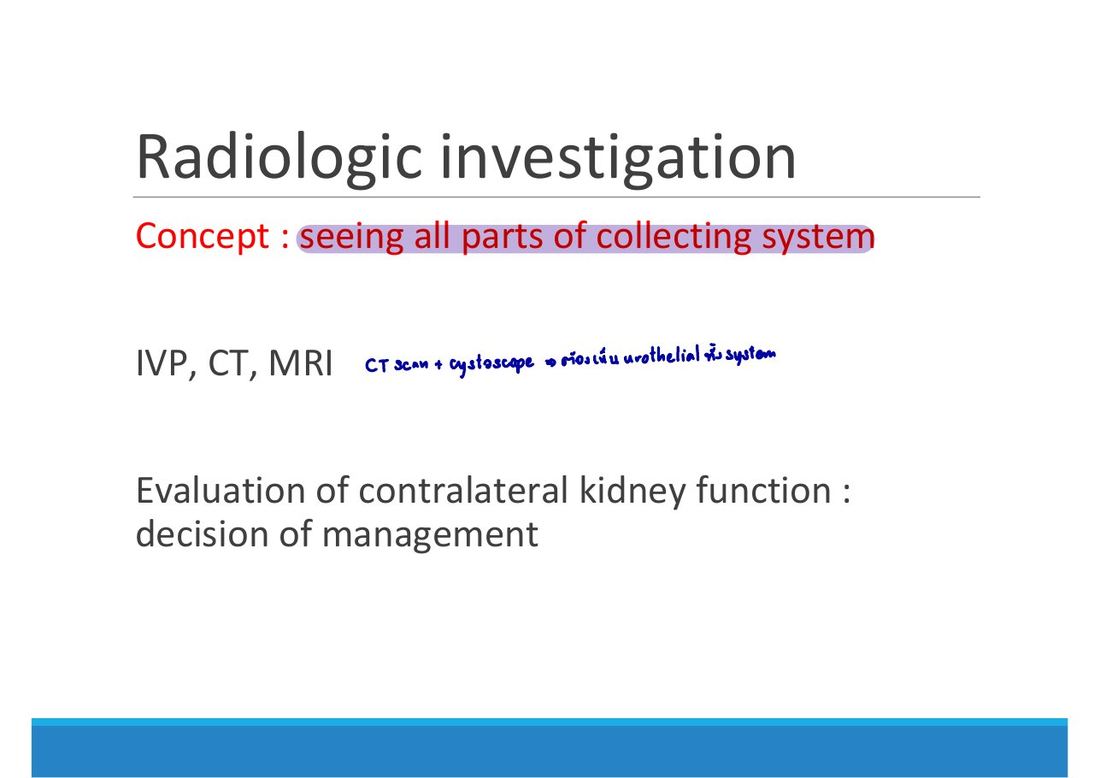 Radiologic investigation
Concept : seeing all parts of collecting system
IVP, CT, MRI CT scan + cystoscope → ต้องเห็น urothelial ทั้ง system
Evaluation of contralateral kidney function :
decision of management